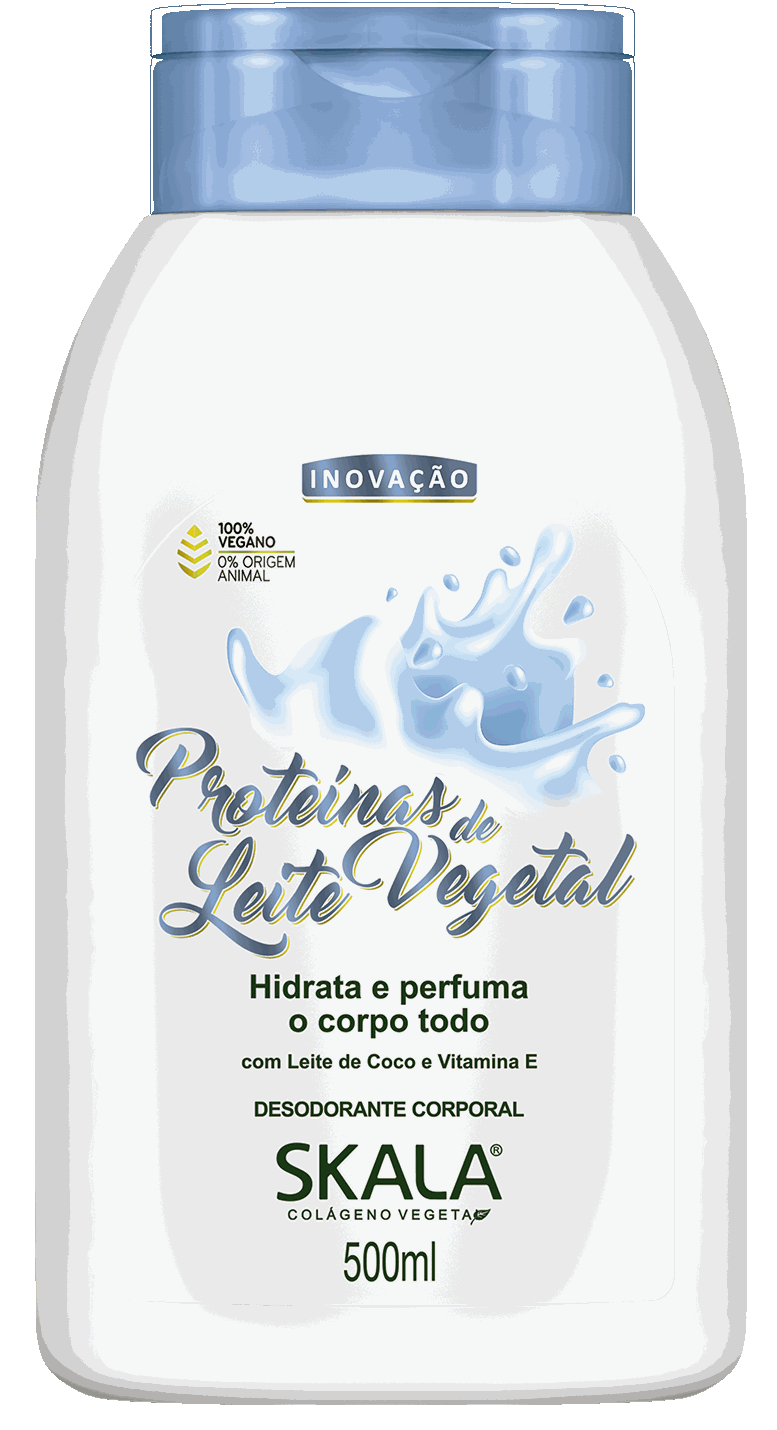 INOVAÇÃO
100%
VEGANO
0% ORIGEM
ANIMAL
Proteínas de
Leite Vegetal
Hidrata e perfuma
o corpo todo
com Leite de Coco e Vitamina E
DESODORANTE CORPORAL
SKALA®
COLÁGENO VEGETAL
500ml